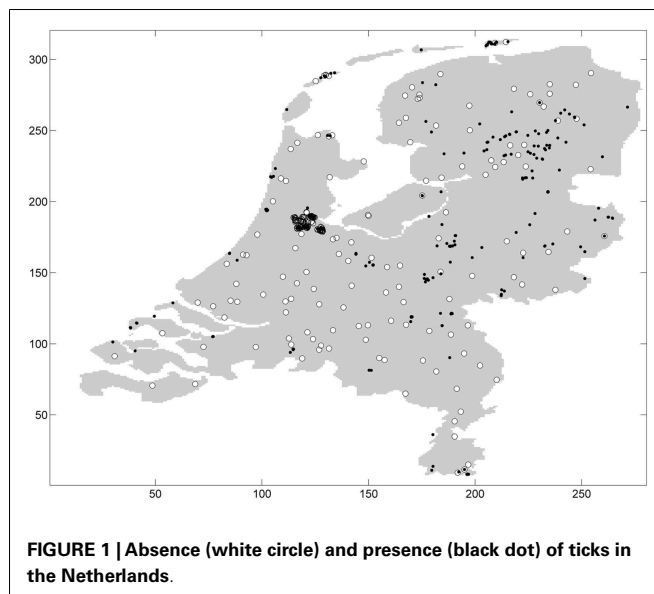 300
250
200
150
100
50
50 100 150 200 250
FIGURE 1 | Absence (white circle) and presence (black dot) of ticks in
the Netherlands.